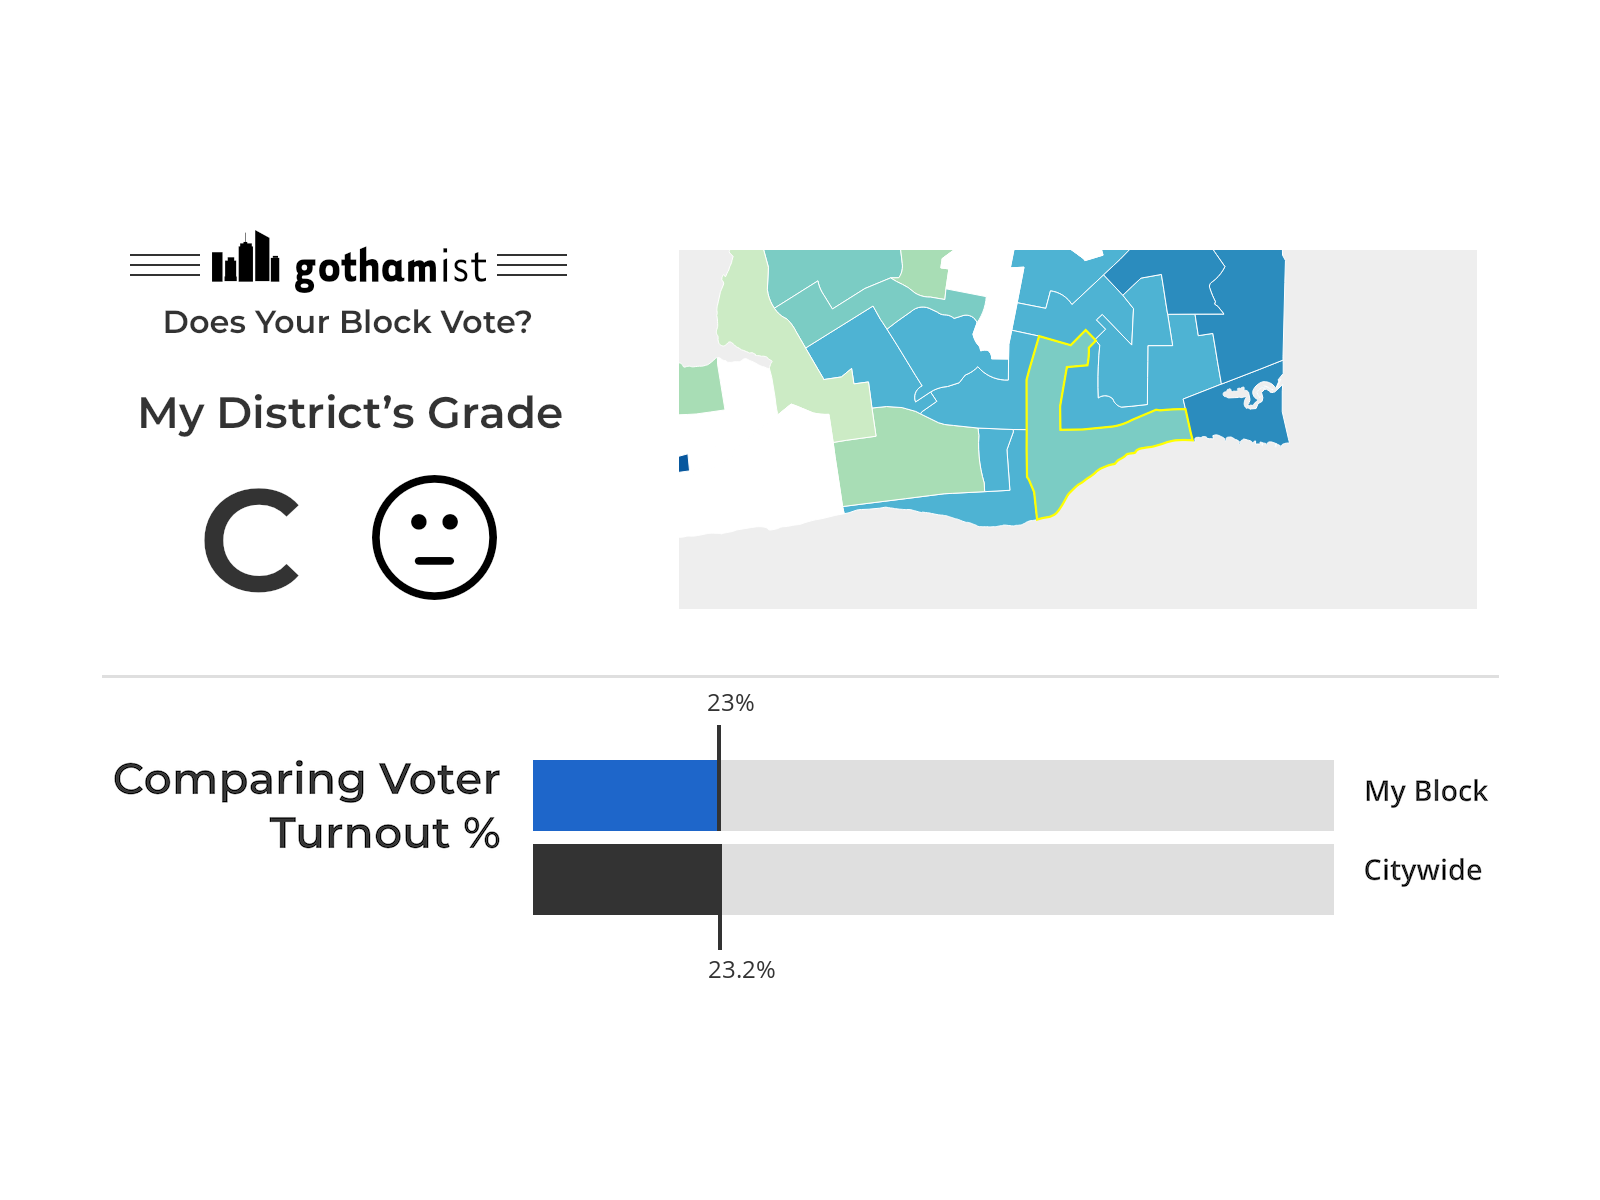 gothamist
Does Your Block Vote?
My District’s Grade
C
23%
Comparing Voter
Turnout %
My Block
Citywide
23.2%